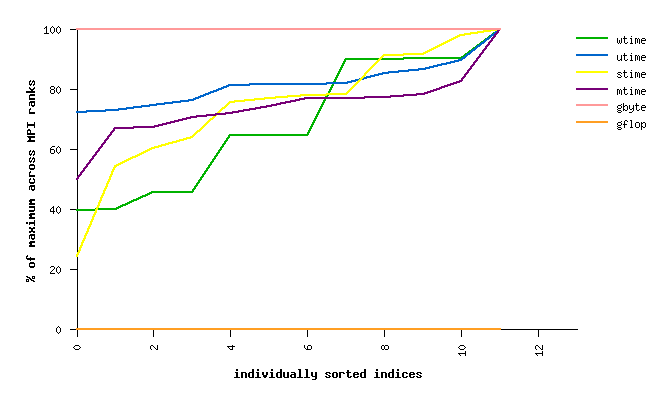 100
80
60
40
20
0
% of maximum across MPI ranks
0
2
4
6
8
10
12
individually sorted indices
wtime
utime
stime
mtime
gbyte
gflop